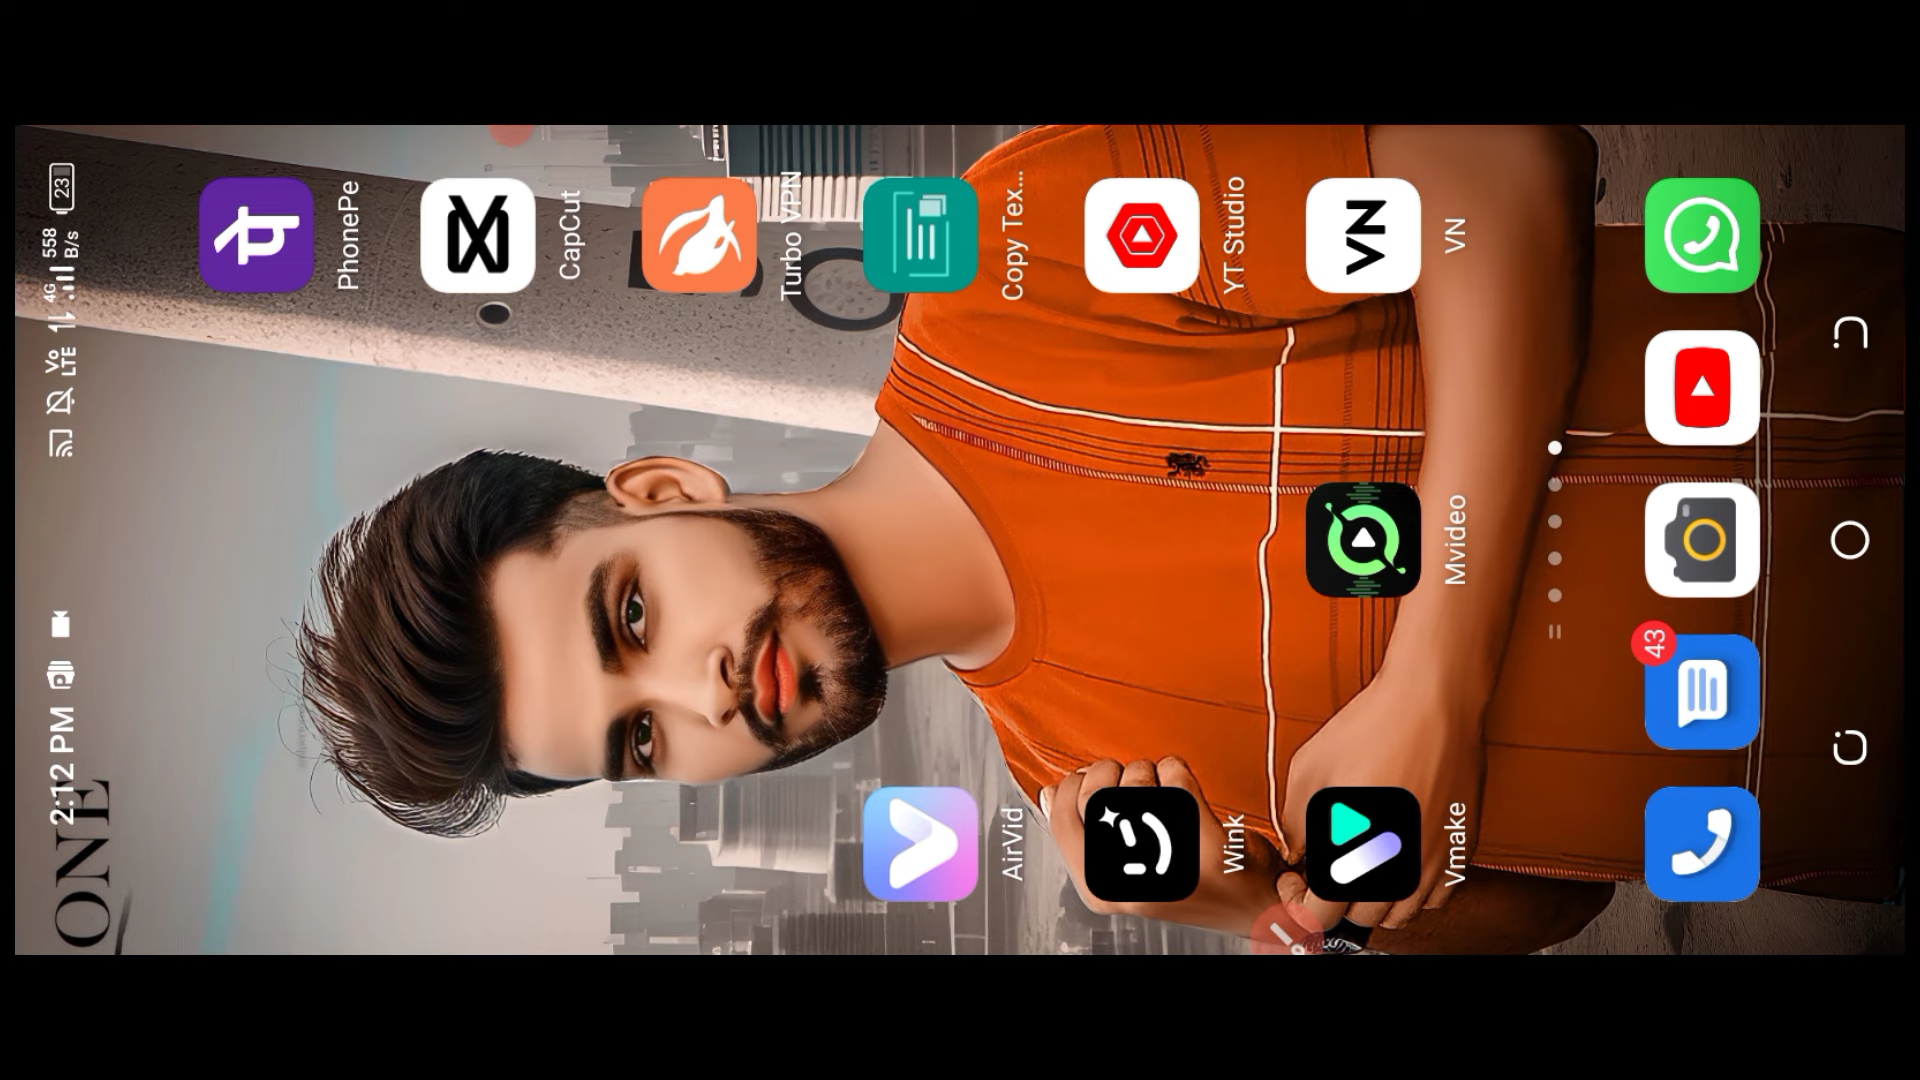 2:12 PM Vo LTE 4G 558 B/s 23
ONE
PhonePe
CapCut
Turbo VPN
AirVid Copy Tex...
Wink YT Studio
VN
Vmake Mvideo VN
43